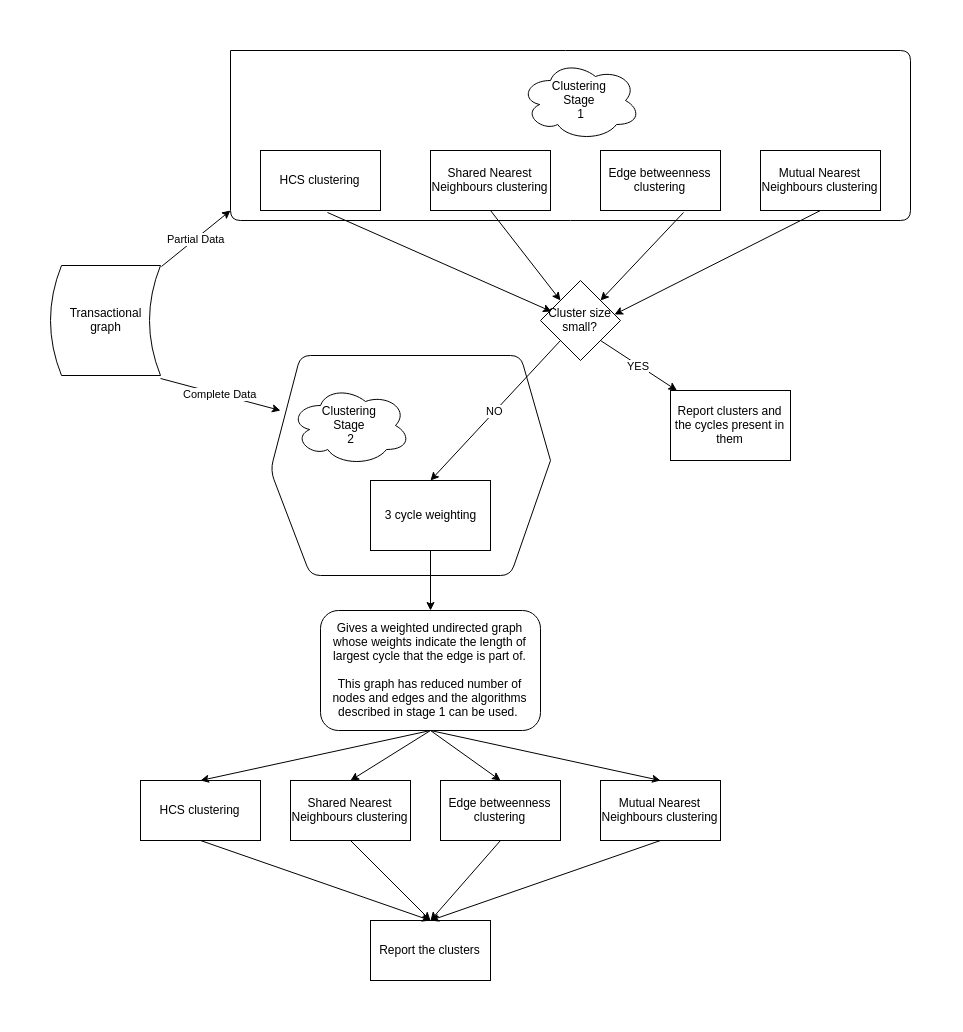 Clustering
Stage
1
HCS clustering
Shared Nearest
Neighbours clustering
Edge betweenness
clustering
Mutual Nearest
Neighbours clustering
Partial Data
Transactional
graph
Complete Data
Cluster size
small?
YES
NO
Report clusters and
the cycles present in
them
Clustering
Stage
2
3 cycle weighting
Gives a weighted undirected graph
whose weights indicate the length of
largest cycle that the edge is part of.
This graph has reduced number of
nodes and edges and the algorithms
described in stage 1 can be used.
HCS clustering
Shared Nearest
Neighbours clustering
Edge betweenness
clustering
Mutual Nearest
Neighbours clustering
Report the clusters